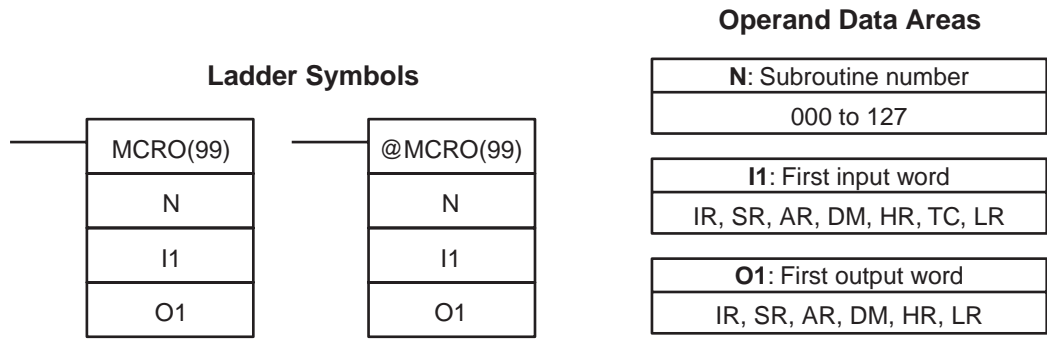 Operand Data Areas
Ladder Symbols
MCRO(99)
N
I1
O1
@MCRO(99)
N
I1
O1
N: Subroutine number
000 to 127
I1: First input word
IR, SR, AR, DM, HR, TC, LR
O1: First output word
IR, SR, AR, DM, HR, LR